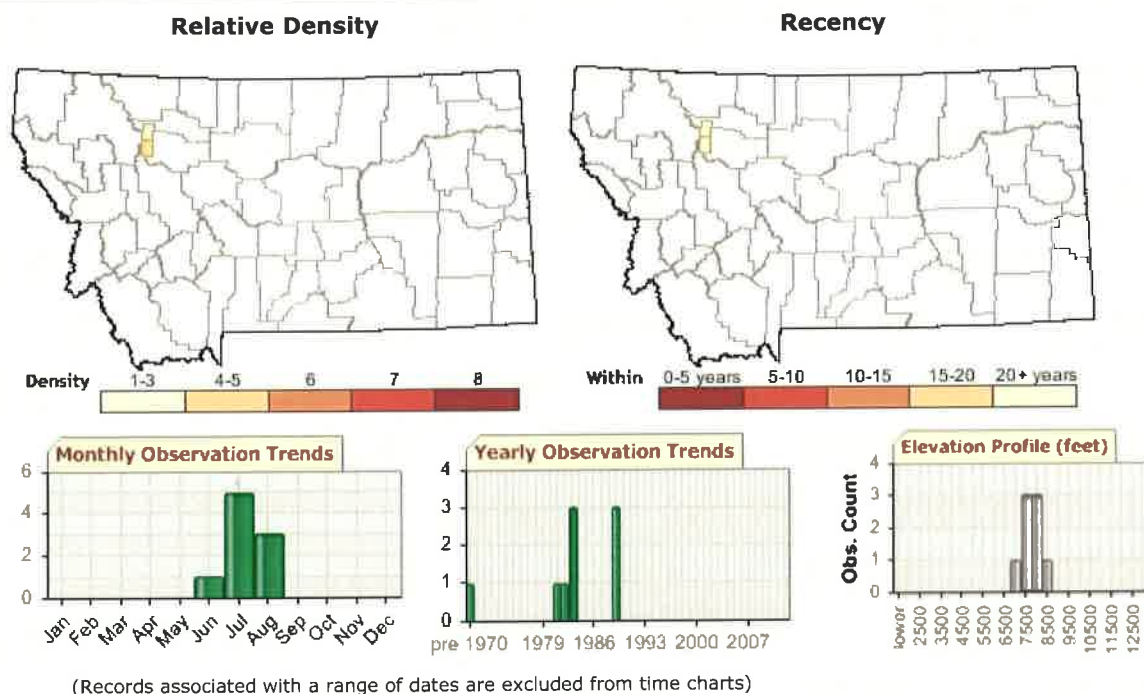 Relative Density
Recency
Density 1-3 4-5 6 7 8
Within 0-5 years 5-10 10-15 15-20 20+ years
Monthly Observation Trends
6
4
2
0
Jan Feb Mar Apr May Jun Jul Aug Sep Oct Nov Dec
Yearly Observation Trends
4
3
2
1
0
pre 1970 1979 1986 1993 2000 2007
Elevation Profile (feet)
Obs. Count
4
3
2
1
0
lower 2500 3500 4500 5500 6500 7500 8500 9500 10500 11500 12500
(Records associated with a range of dates are excluded from time charts)